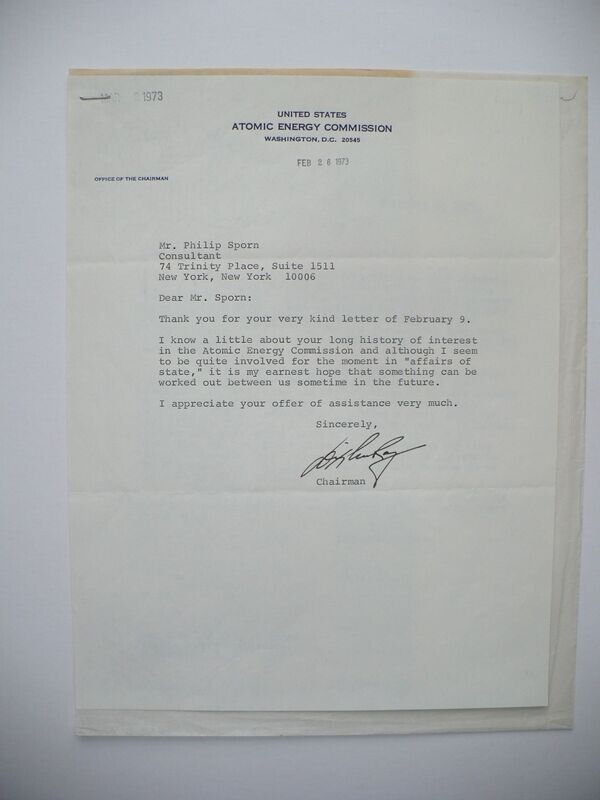 1973
UNITED STATES
ATOMIC ENERGY COMMISSION
WASHINGTON, D.C. 20545
FEB 26 1973
OFFICE OF THE CHAIRMAN
Mr. Philip Sporn
Consultant
74 Trinity Place, Suite 1511
New York, New York 10006
Dear Mr. Sporn:
Thank you for your very kind letter of February 9.
I know a little about your long history of interest
in the Atomic Energy Commission and although I seem
to be quite involved for the moment in "affairs of
state," it is my earnest hope that something can be
worked out between us sometime in the future.
I appreciate your offer of assistance very much.
Sincerely,
Chairman